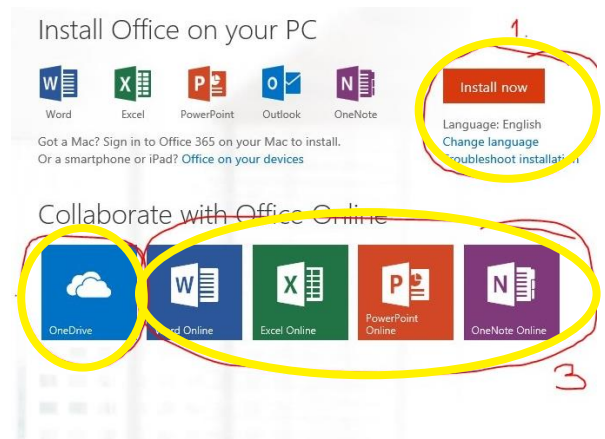 Install Office on your PC
1.
Install now
Word Excel PowerPoint Outlook OneNote
Language: English
Got a Mac? Sign in to Office 365 on your Mac to install.
Change language
Or a smartphone or iPad? Office on your devices
Troubleshoot installation
Collaborate with Office Online
OneDrive
Word Online
Excel Online
PowerPoint
Online
OneNote Online
3